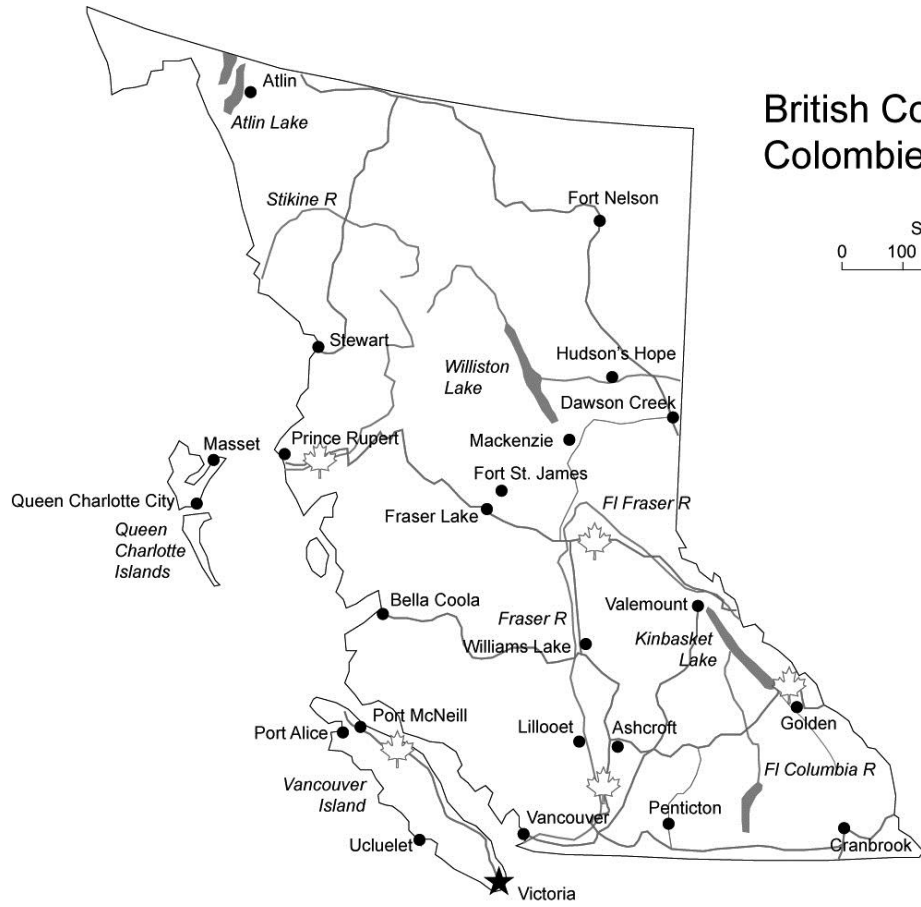 British Co
Colombie
S
0 100
Atlin
Atlin Lake
Stikine R
Fort Nelson
Stewart
Hudson's Hope
Williston
Lake
Dawson Creek
Masset
Prince Rupert
Mackenzie
Fort St. James
Queen Charlotte City
Fraser Lake
Fl Fraser R
Queen
Charlotte
Islands
Bella Coola
Fraser R
Valemount
Williams Lake
Kinbasket
Lake
Port McNeill
Port Alice
Lillooet
Ashcroft
Golden
Vancouver
Island
Fl Columbia R
Vancouver
Penticton
Ucluelet
Cranbrook
Victoria